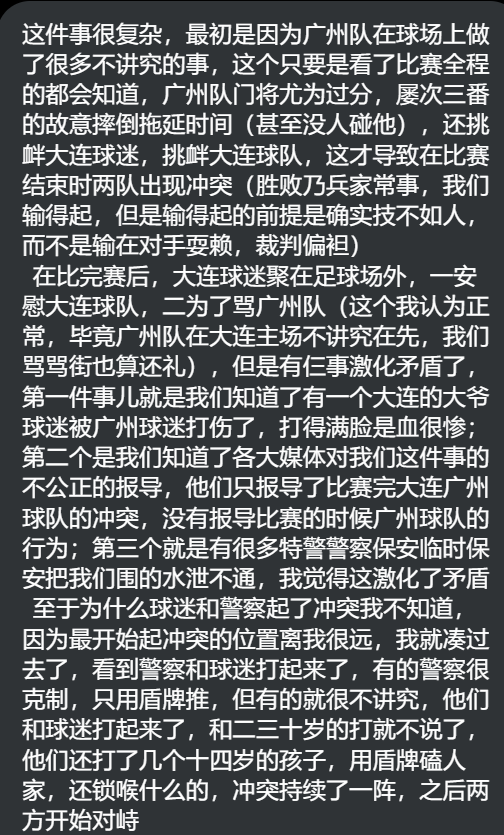 这件事很复杂，最初是因为广州队在球场上做
了很多不讲究的事，这个只要是看了比赛全程
的都会知道，广州队门将尤为过分，屡次三番
的故意摔倒拖延时间（甚至没人碰他），还挑
衅大连球迷，挑衅大连球队，这才导致在比赛
结束时两队出现冲突（胜败乃兵家常事，我们
输得起，但是输得起的前提是确实技不如人，
而不是输在对手耍赖，裁判偏袒）
在比完赛后，大连球迷聚在足球场外，一安
慰大连球队，二为了骂广州队（这个我认为正
常，毕竟广州队在大连主场不讲究在先，我们
骂骂街也算还礼），但是有仨事激化矛盾了，
第一件事儿就是我们知道了有一个大连的大爷
球迷被广州球迷打伤了，打得满脸是血很惨；
第二个是我们知道了各大媒体对我们这件事的
不公正的报导，他们只报导了比赛完大连广州
球队的冲突，没有报导比赛的时候广州球队的
行为；第三个就是有很多特警警察保安临时保
安把我们围的水泄不通，我觉得这激化了矛盾
至于为什么球迷和警察起了冲突我不知道，
因为最开始起冲突的位置离我很远，我就凑过
去了，看到警察和球迷打起来了，有的警察很
克制，只用盾牌推，但有的就很不讲究，他们
和球迷打起来了，和二三十岁的打就不说了，
他们还打了几个十四岁的孩子，用盾牌磕人
家，还锁喉什么的，冲突持续了一阵，之后两
方开始对峙